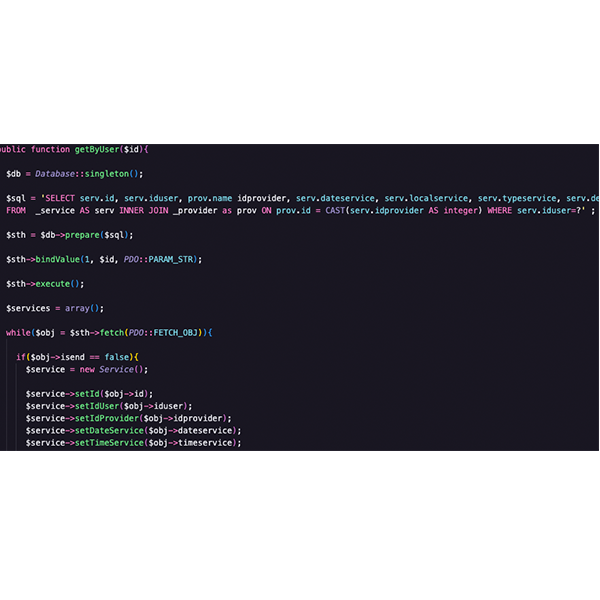 ublic function getByUser($id){
$db = Database::singleton();
$sql = 'SELECT serv.id, serv.iduser, prov.name idprovider, serv.dateservice, serv.localservice, serv.typeservice, serv.de
FROM _service AS serv INNER JOIN _provider as prov ON prov.id = CAST(serv.idprovider AS integer) WHERE serv.iduser=?' ;
$sth = $db->prepare($sql);
$sth->bindValue(1, $id, PDO::PARAM_STR);
$sth->execute();
$services = array();
while($obj = $sth->fetch(PDO::FETCH_OBJ)){
if($obj->isend == false){
$service = new Service();
$service->setId($obj->id);
$service->setIdUser($obj->iduser);
$service->setIdProvider($obj->idprovider);
$service->setDateService($obj->dateservice);
$service->setTimeService($obj->timeservice);